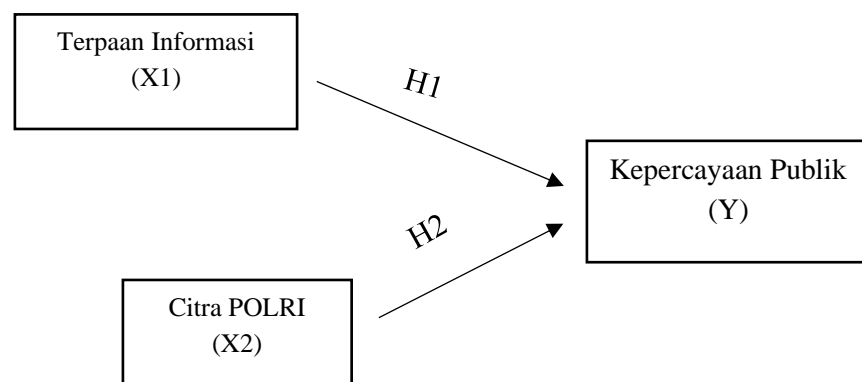 Terpaan Informasi
(X1)
H1
Kepercayaan Publik
(Y)
H2
Citra POLRI
(X2)